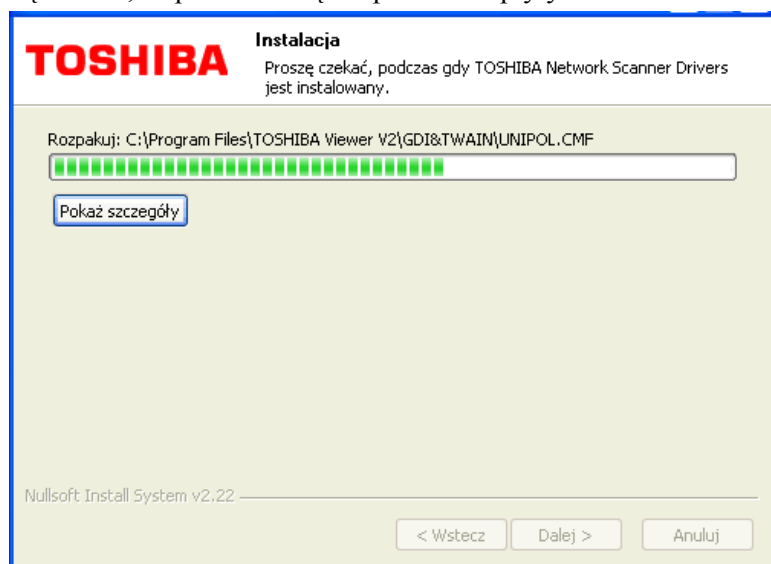 TOSHIBA
Instalacja
Proszę czekać, podczas gdy TOSHIBA Network Scanner Drivers
jest instalowany.
Rozpakuj: C:\Program Files\TOSHIBA Viewer V2\GDI&TWAIN\UNIPOL.CMF
Pokaż szczegóły
Nullsoft Install System v2.22
< Wstecz
Dalej >
Anuluj